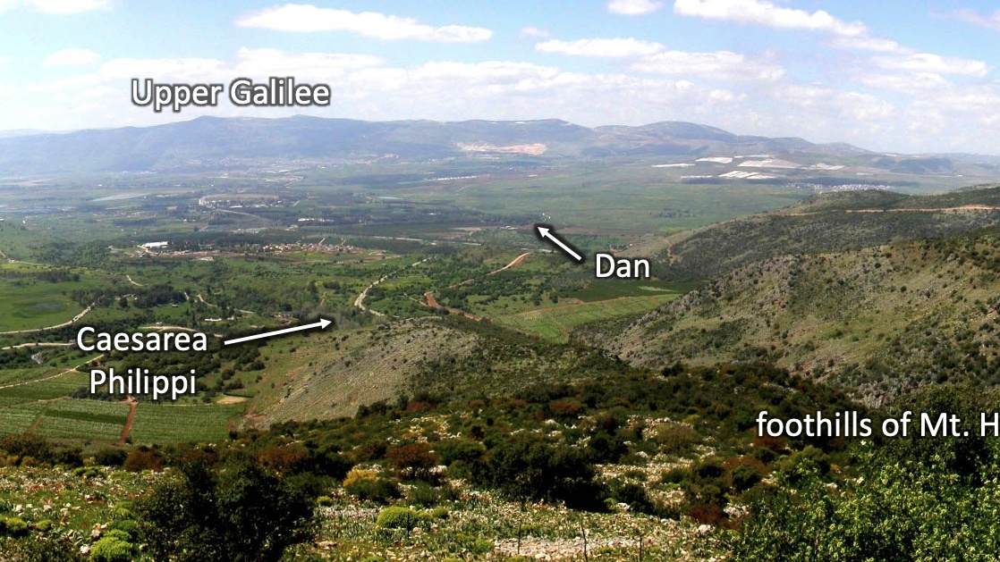 Upper Galilee
Dan
Caesarea
Philippi
foothills of Mt. H